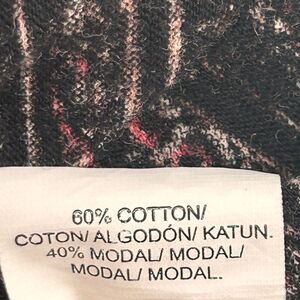 60% COTTON/
COTON/ ALGODÓN/ KATUN.
40% MODAL/ MODAL/
MODAL/ MODAL.